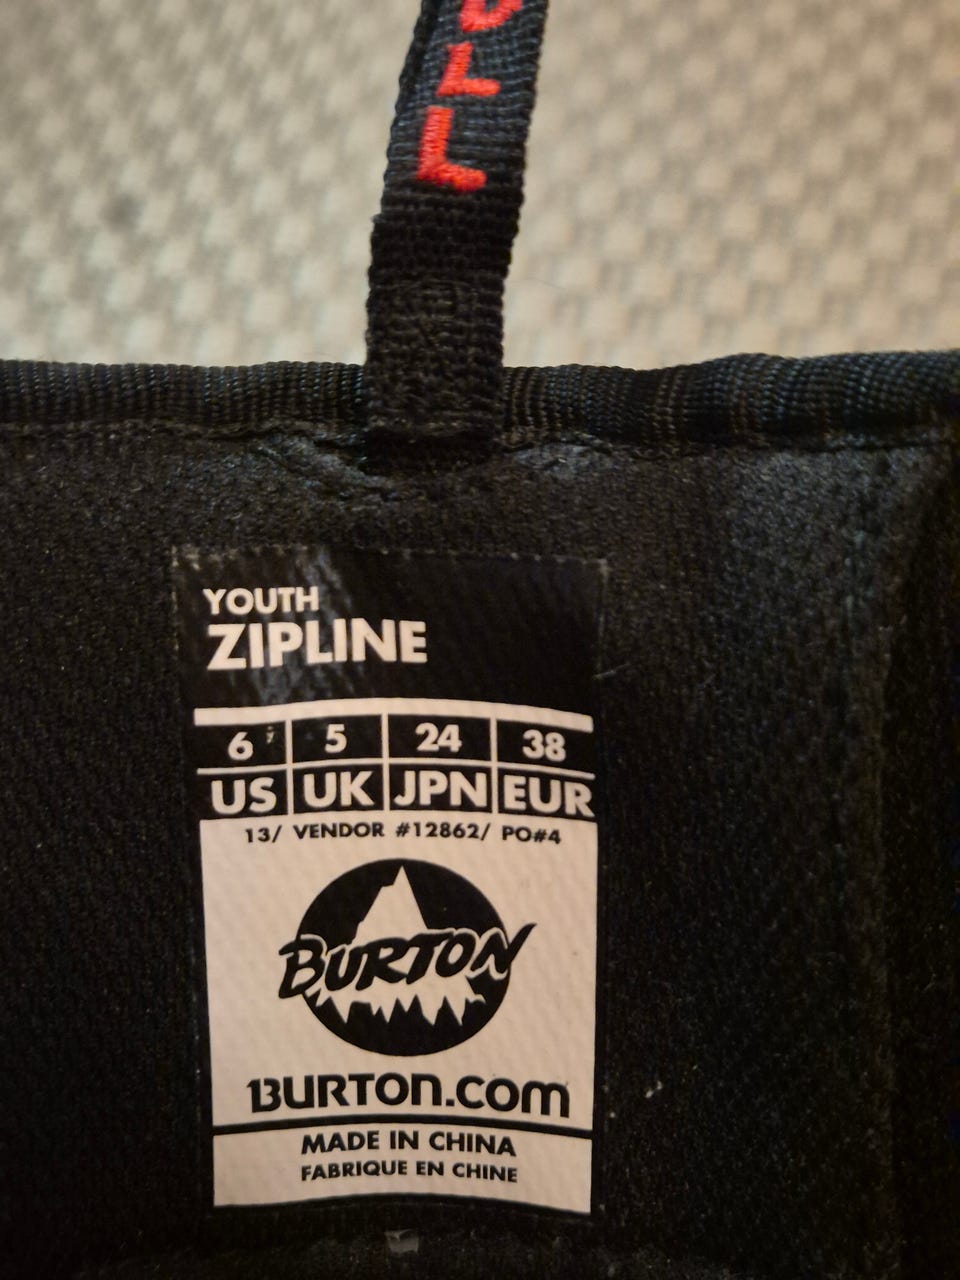 LL
YOUTH
ZIPLINE
6 5 24 38
US UK JPN EUR
13/ VENDOR #12862/ PO#4
BURTON
BURTON.COM
MADE IN CHINA
FABRIQUE EN CHINE